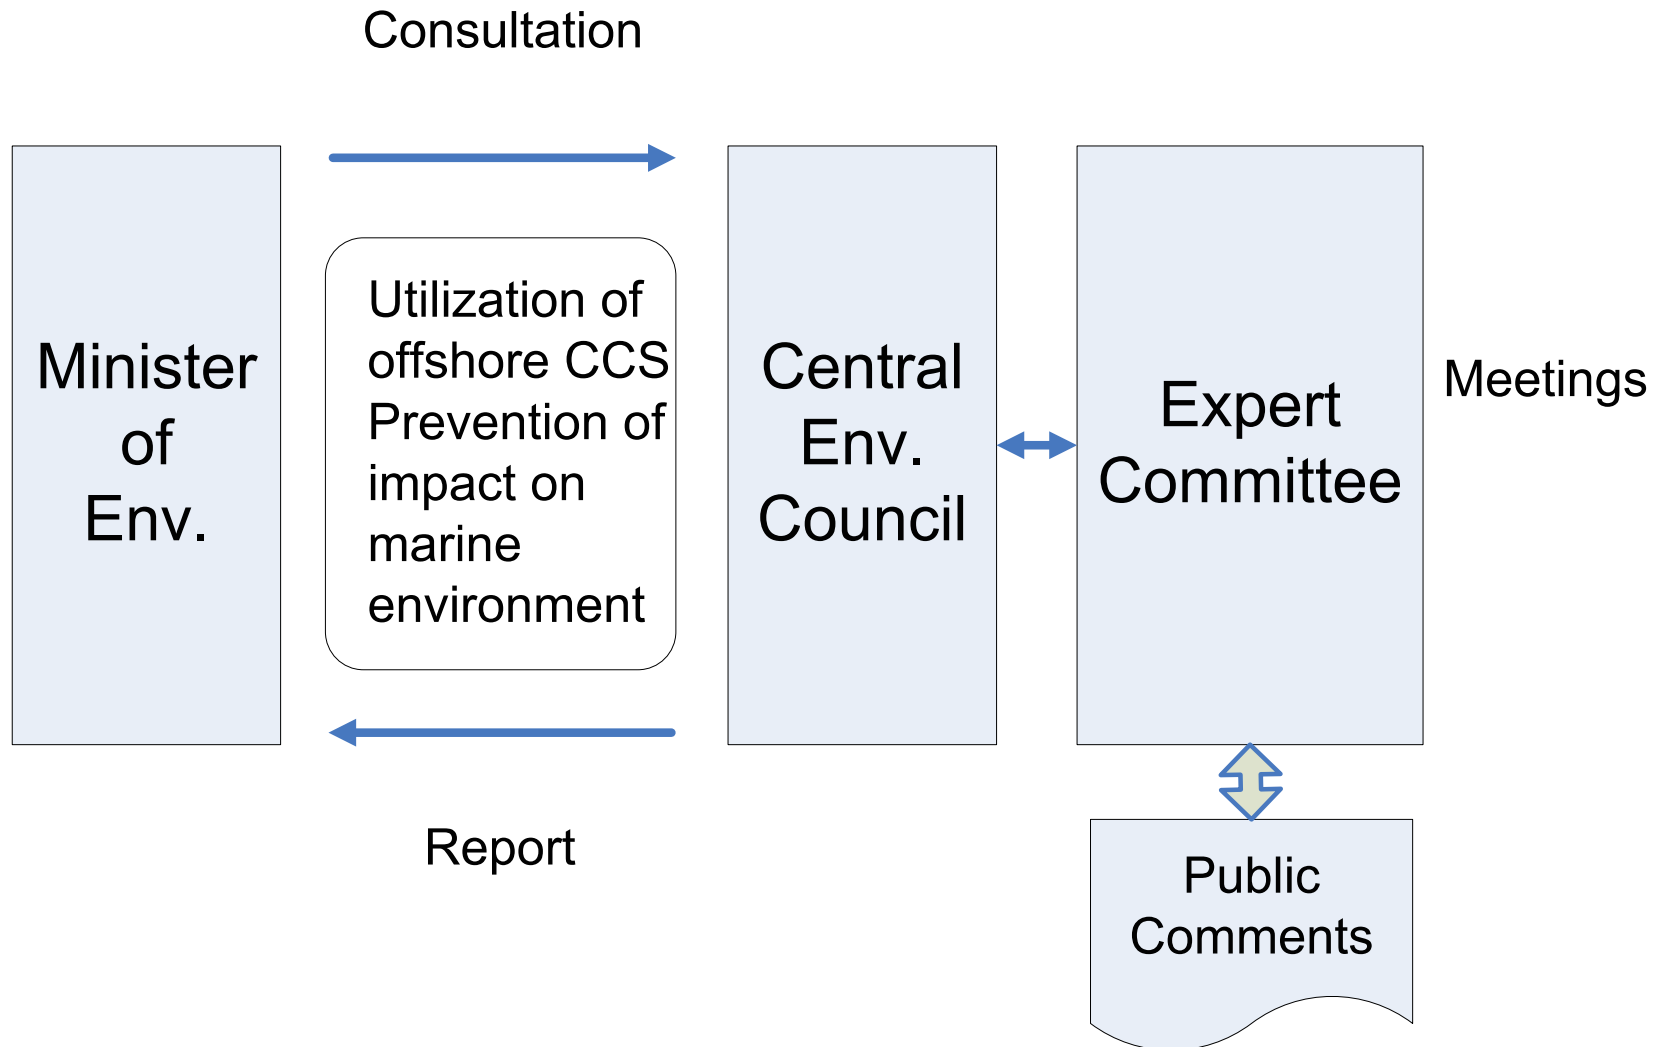 Consultation
Minister
of
Env.
Utilization of
offshore CCS
Prevention of
impact on
marine
environment
Central
Env.
Council
Expert
Committee
Meetings
Report
Public
Comments